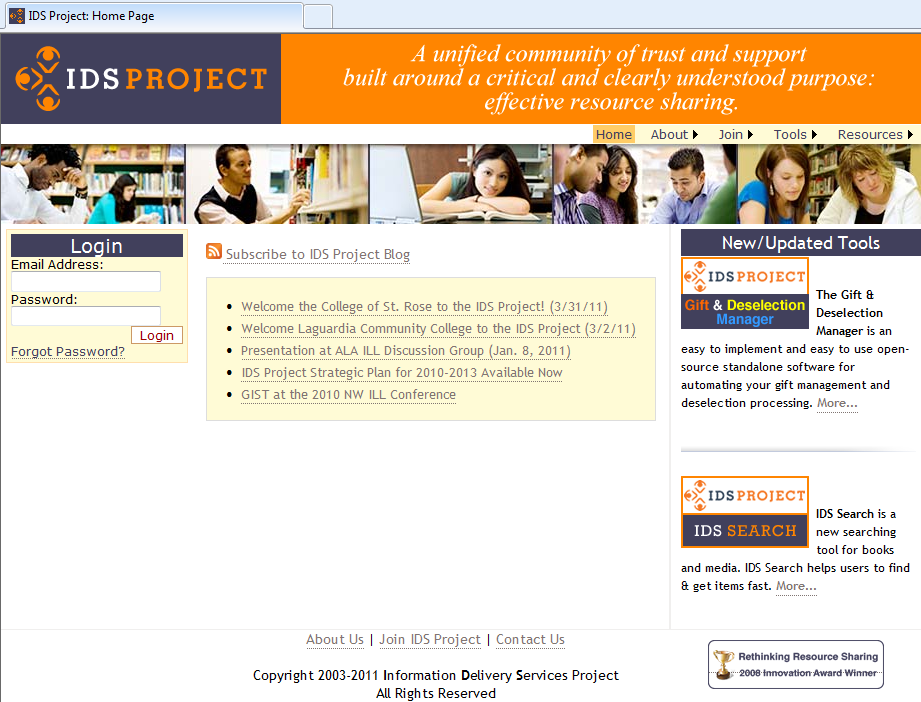 IDS Project: Home Page
IDS PROJECT
A unified community of trust and support
built around a critical and clearly understood purpose:
effective resource sharing.
Home About Join Tools Resources
Login
Email Address:
Password:
Login
Forgot Password?
Subscribe to IDS Project Blog
Welcome the College of St. Rose to the IDS Project! (3/31/11)
Welcome Laguardia Community College to the IDS Project (3/2/11)
Presentation at ALA ILL Discussion Group (Jan. 8, 2011)
IDS Project Strategic Plan for 2010-2013 Available Now
GIST at the 2010 NW ILL Conference
New/Updated Tools
IDS PROJECT
Gift & Deselection
Manager
The Gift &
Deselection
Manager is an
easy to implement and easy to use open-
source standalone software for
automating your gift management and
deselection processing. More...
IDS PROJECT
IDS SEARCH
IDS Search is a
new searching
tool for books
and media. IDS Search helps users to find
& get items fast. More...
About Us | Join IDS Project | Contact Us
Copyright 2003-2011 Information Delivery Services Project
All Rights Reserved
Rethinking Resource Sharing
2008 Innovation Award Winner